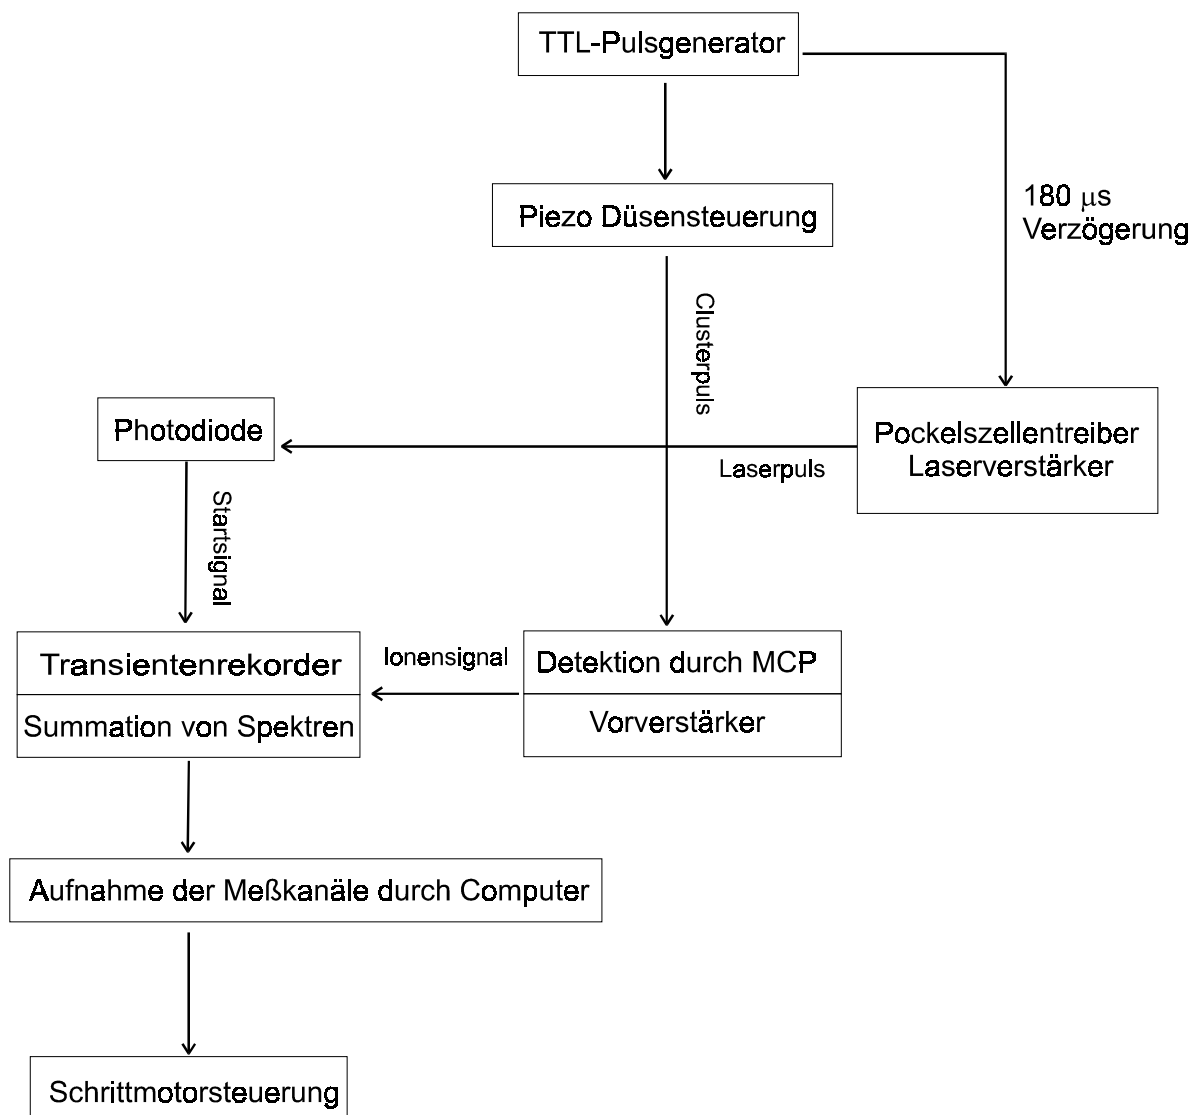 TTL-Pulsgenerator
Piezo Düsensteuerung
180 μs
Verzögerung
Clusterpuls
Photodiode
Pockelszellentreiber
Laserverstärker
Laserpuls
Startsignal
Transientenrekorder
Summation von Spektren
Ionensignal
Detektion durch MCP
Vorverstärker
Aufnahme der Meßkanäle durch Computer
Schrittmotorsteuerung